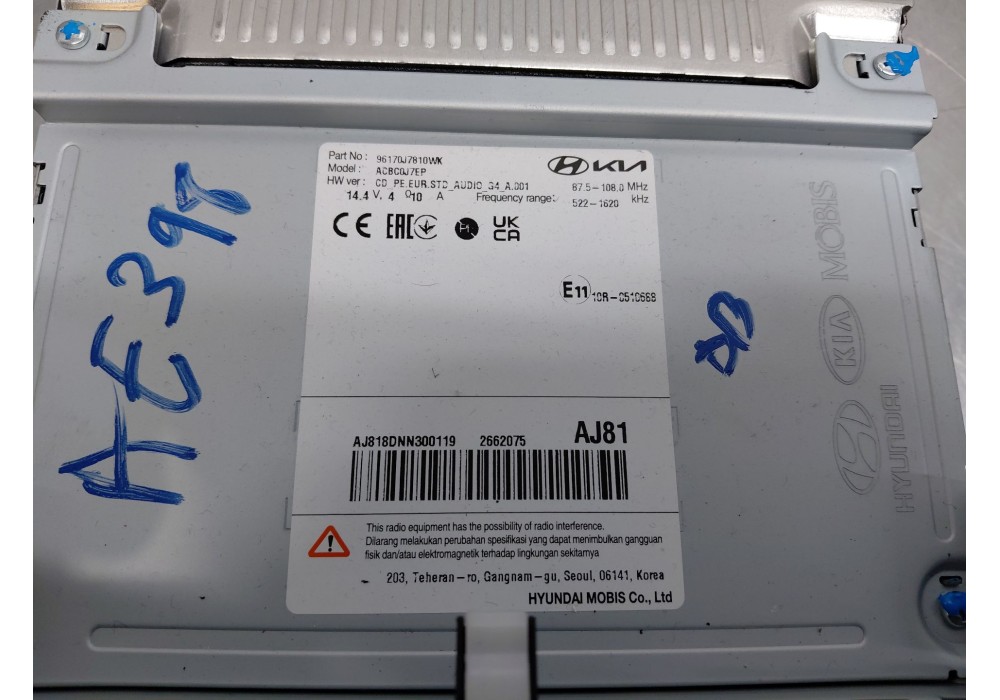 Part No : 96170J7810WK
Model : ACBC0J7EP
HW ver : CD_PE.EUR.STD_AUDIO_G4_A.001
14.4 V, 4 ~ 10 A
KIA
87.5-108.0 MHz
Frequency range: 522-1620 kHz
CE EAC UK CA
E11 10R-0510668
AJ818DNN300119 2662075 AJ81
This radio equipment has the possibility of radio interference.
Dilarang melakukan perubahan spesifikasi yang dapat menimbulkan gangguan
fisik dan/atau elektromagnetik terhadap lingkungan sekitarnya
203, Teheran-ro, Gangnam-gu, Seoul, 06141, Korea
HYUNDAI MOBIS Co., Ltd
HYUNDAI KIA MOBIS